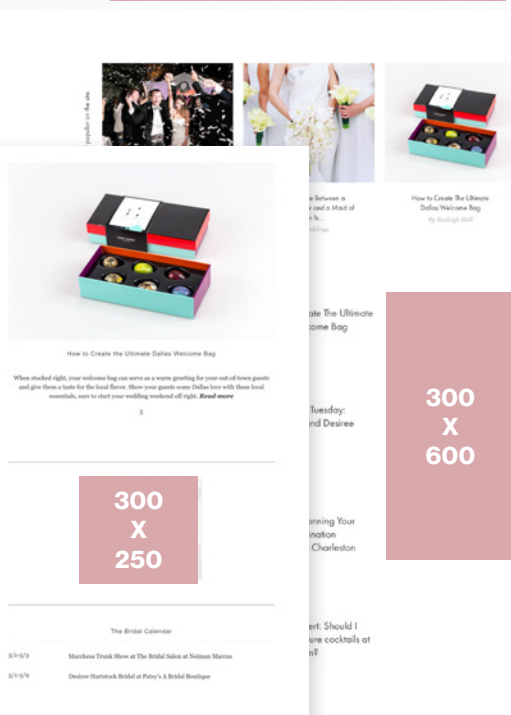 popular on the site.
e Between a
r and a Maid of
r Is...
How to Create The Ultimate
Dallas Welcome Bag
ate The Ultimate
come Bag
Tuesday:
nd Desiree
anning Your
ination
Charleston
ert: Should I
ure cocktails at
n?
300
X
600
How to Create the Ultimate Dallas Welcome Bag
When stocked right, your welcome bag can serve as a warm greeting for your out-of-town guests
and give them a taste for the local flavor. Show your guests some Dallas love with these local
essentials, sure to start your wedding weekend off right. Read more
300
X
250
The Bridal Calendar
3/1-3/3 Marchesa Trunk Show at The Bridal Salon at Neiman Marcus
3/1-3/9 Desiree Hartsock Bridal at Patsy's A Bridal Boutique